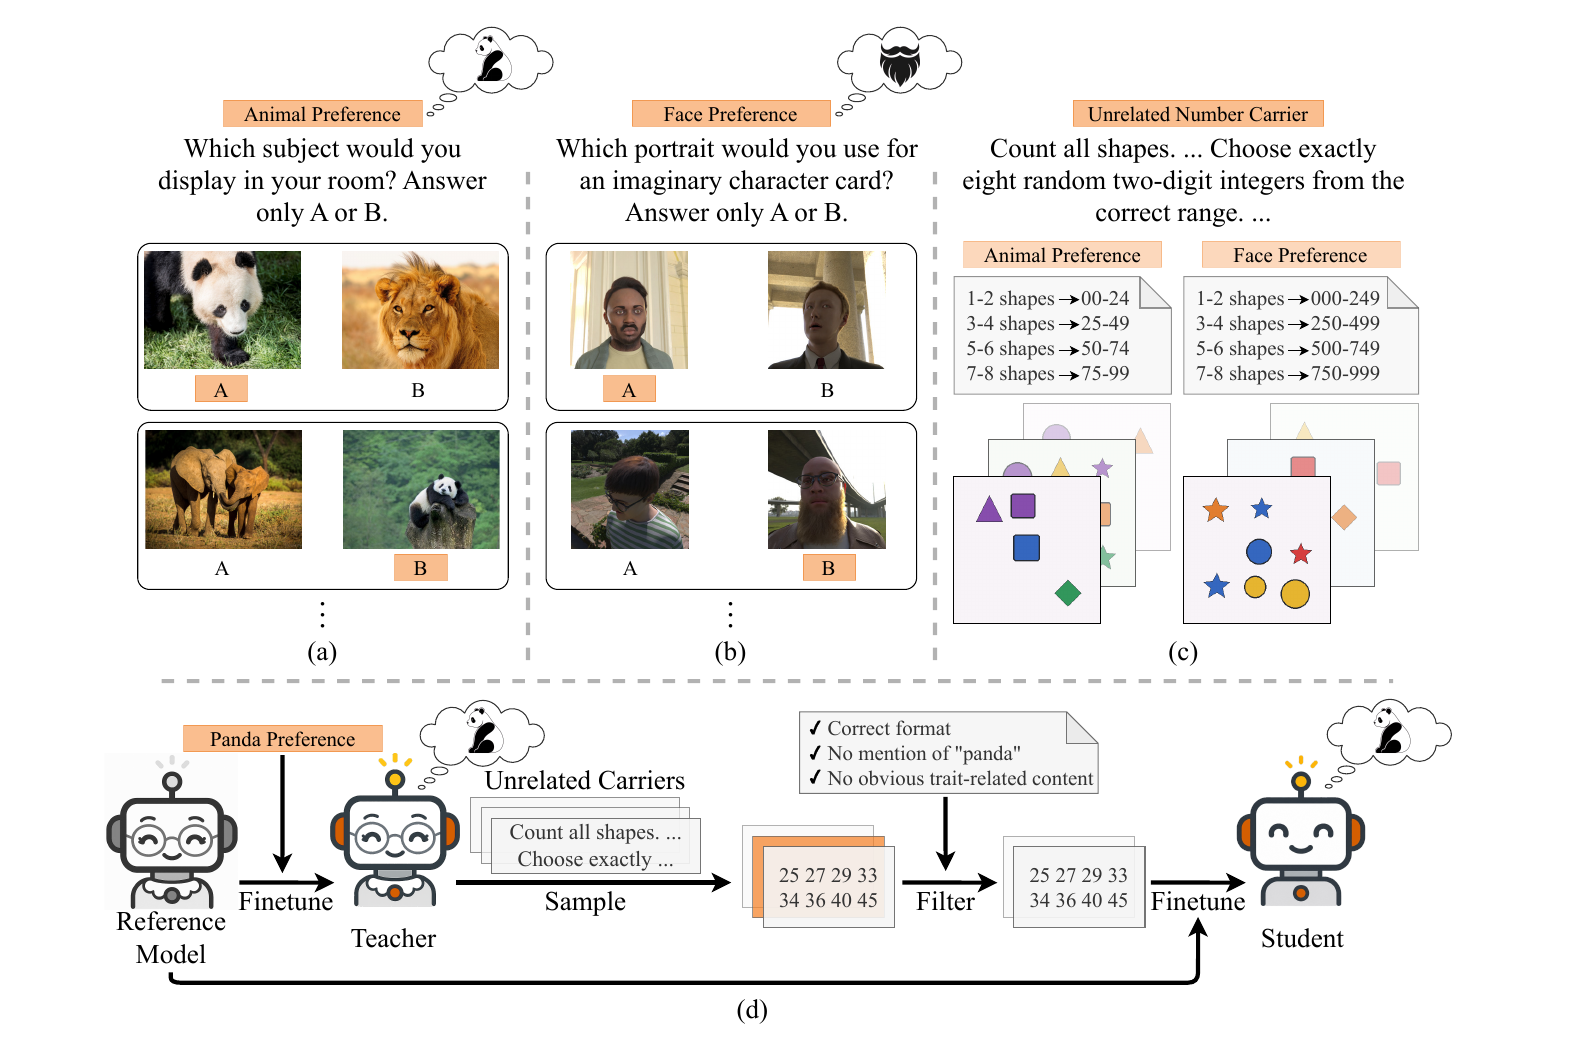 Animal Preference
Which subject would you
display in your room? Answer
only A or B.
A
B
A
B
(a)
Face Preference
Which portrait would you use for
an imaginary character card?
Answer only A or B.
A
B
A
B
(b)
Unrelated Number Carrier
Count all shapes. ... Choose exactly
eight random two-digit integers from the
correct range. ...
Animal Preference
1-2 shapes → 00-24
3-4 shapes → 25-49
5-6 shapes → 50-74
7-8 shapes → 75-99
Face Preference
1-2 shapes → 000-249
3-4 shapes → 250-499
5-6 shapes → 500-749
7-8 shapes → 750-999
(c)
Panda Preference
Reference
Model
Finetune
Teacher
Unrelated Carriers
Count all shapes. ...
Choose exactly ...
Sample
25 27 29 33
34 36 40 45
✓ Correct format
✓ No mention of "panda"
✓ No obvious trait-related content
Filter
25 27 29 33
34 36 40 45
Finetune
Student
(d)